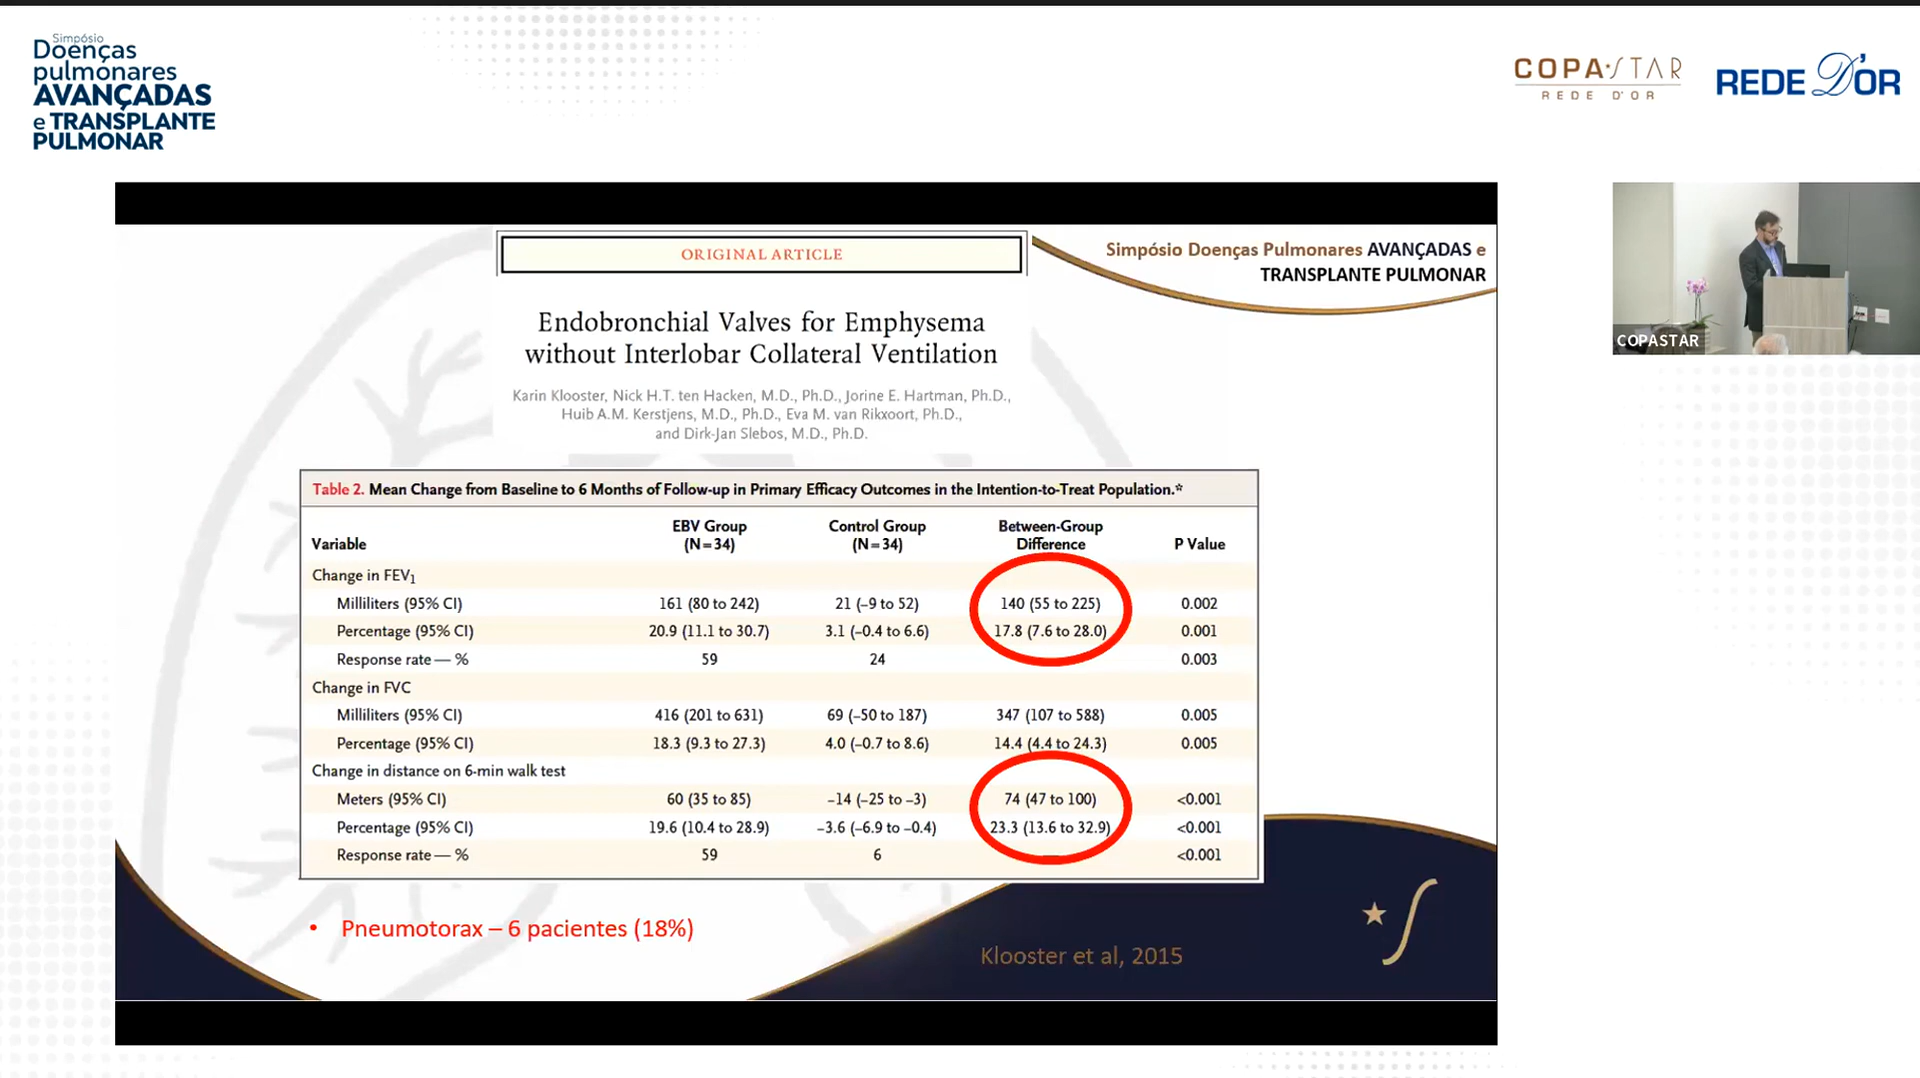 Simpósio
Doenças
pulmonares
AVANÇADAS
e TRANSPLANTE
PULMONAR
COPA STAR
REDE D'OR
REDE D'OR
ORIGINAL ARTICLE
Simpósio Doenças Pulmonares AVANÇADAS e
TRANSPLANTE PULMONAR
Endobronchial Valves for Emphysema
without Interlobar Collateral Ventilation
Karin Klooster, Nick H.T. ten Hacken, M.D., Ph.D., Jorine E. Hartman, Ph.D.,
Huib A.M. Kerstjens, M.D., Ph.D., Eva M. van Rikxoort, Ph.D.,
and Dirk-Jan Slebos, M.D., Ph.D.
COPASTAR
Table 2. Mean Change from Baseline to 6 Months of Follow-up in Primary Efficacy Outcomes in the Intention-to-Treat Population.*
Variable EBV Group (N=34) Control Group (N=34) Between-Group Difference P Value
Change in FEV1
Milliliters (95% CI) 161 (80 to 242) 21 (–9 to 52) 140 (55 to 225) 0.002
Percentage (95% CI) 20.9 (11.1 to 30.7) 3.1 (–0.4 to 6.6) 17.8 (7.6 to 28.0) 0.001
Response rate — % 59 24 0.003
Change in FVC
Milliliters (95% CI) 416 (201 to 631) 69 (–50 to 187) 347 (107 to 588) 0.005
Percentage (95% CI) 18.3 (9.3 to 27.3) 4.0 (–0.7 to 8.6) 14.4 (4.4 to 24.3) 0.005
Change in distance on 6-min walk test
Meters (95% CI) 60 (35 to 85) –14 (–25 to –3) 74 (47 to 100) <0.001
Percentage (95% CI) 19.6 (10.4 to 28.9) –3.6 (–6.9 to –0.4) 23.3 (13.6 to 32.9) <0.001
Response rate — % 59 6 <0.001
• Pneumotorax – 6 pacientes (18%)
Klooster et al, 2015